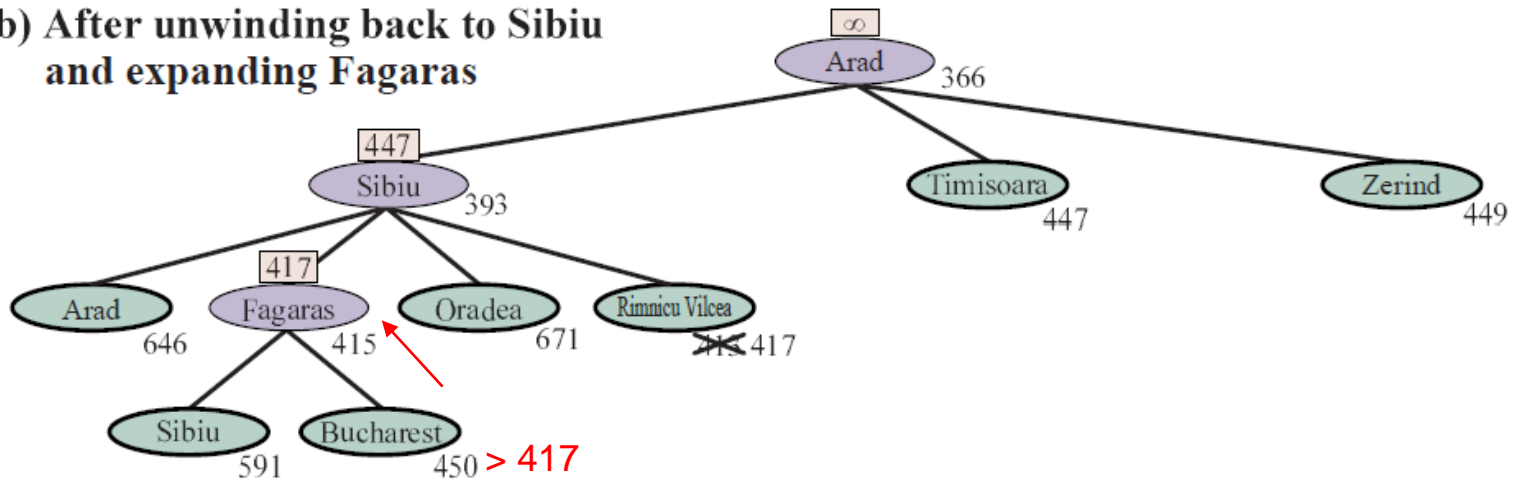 b) After unwinding back to Sibiu
and expanding Fagaras
∞
Arad
366
447
Sibiu
393
Timisoara
447
Zerind
449
417
Arad
646
Fagaras
415
Oradea
671
Rimnicu Vilcea
413 417
Sibiu
591
Bucharest
450 > 417